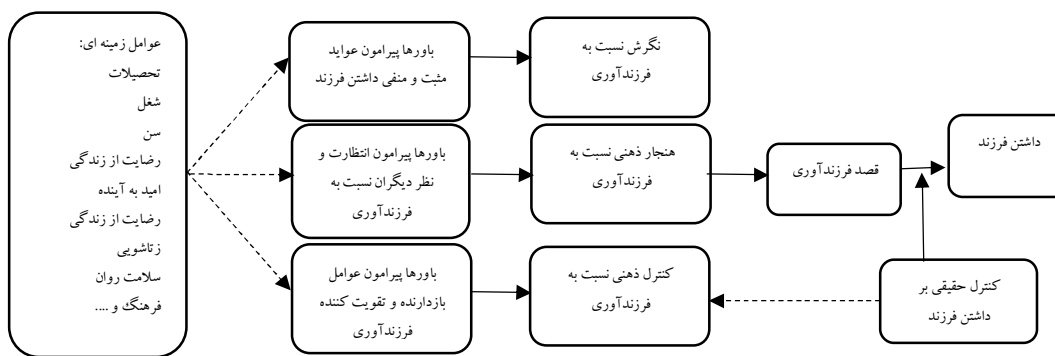 عوامل زمینه ای:
تحصیلات
شغل
سن
رضایت از زندگی
امید به آینده
رضایت از زندگی
زتاشویی
سلامت روان
فرهنگ و ....
باورها پیرامون عواید
مثبت و منفی داشتن فرزند
نگرش نسبت به
فرزندآوری
باورها پیرامون انتظارت و
نظر دیگران نسبت به
فرزندآوری
هنجار ذهنی نسبت به
فرزندآوری
قصد فرزندآوری
داشتن فرزند
باورها پیرامون عوامل
بازدارنده و تقویت کننده
فرزندآوری
کنترل ذهنی نسبت به
فرزندآوری
کنترل حقیقی بر
داشتن فرزند